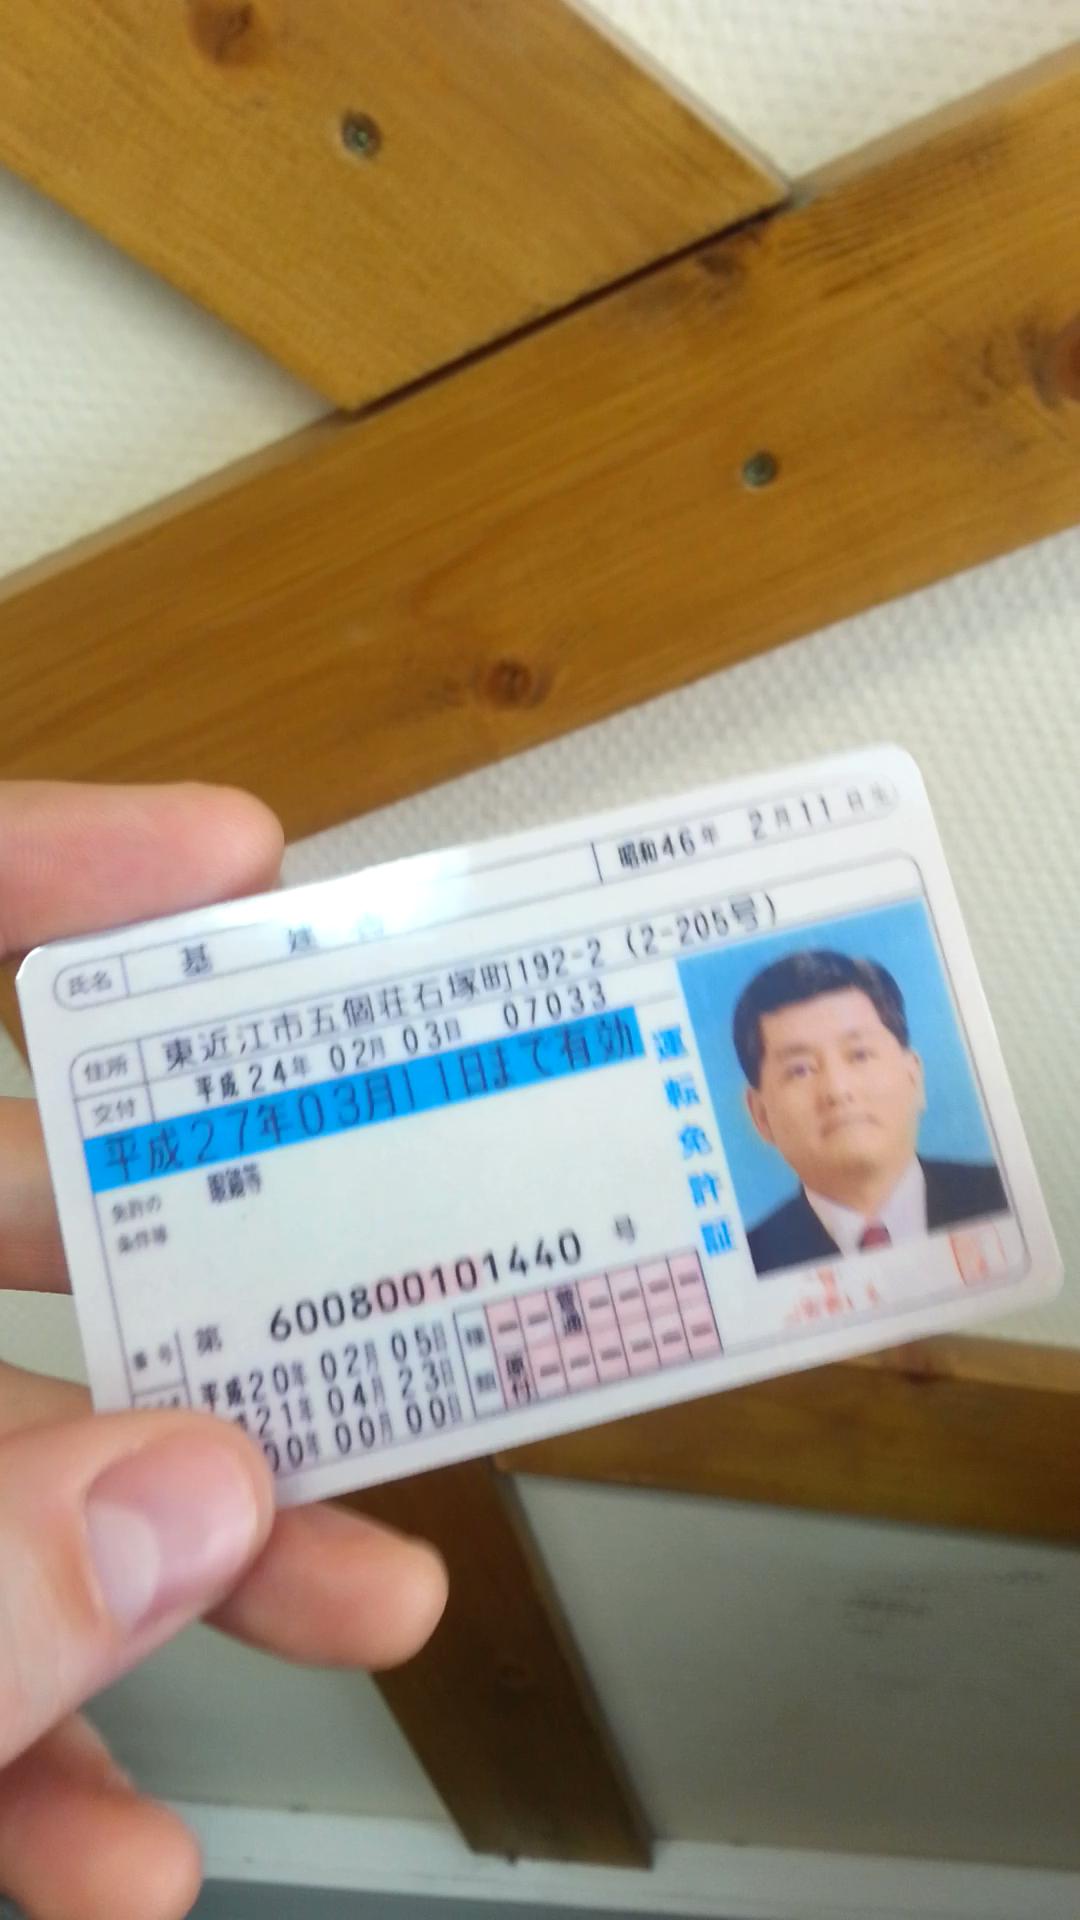 氏名 基
昭和46年 2月11日生
住所 東近江市五個荘石塚町192-2 (2-205号)
交付 平成24年 02月 03日 07033
平成27年03月11日まで有効
免許の
条件等
眼鏡等
運転免許証
番号 第 600800101440 号
平成20年 02月 05日
21年 04月 23日
00年 00月 00日
種 類
普通
原付